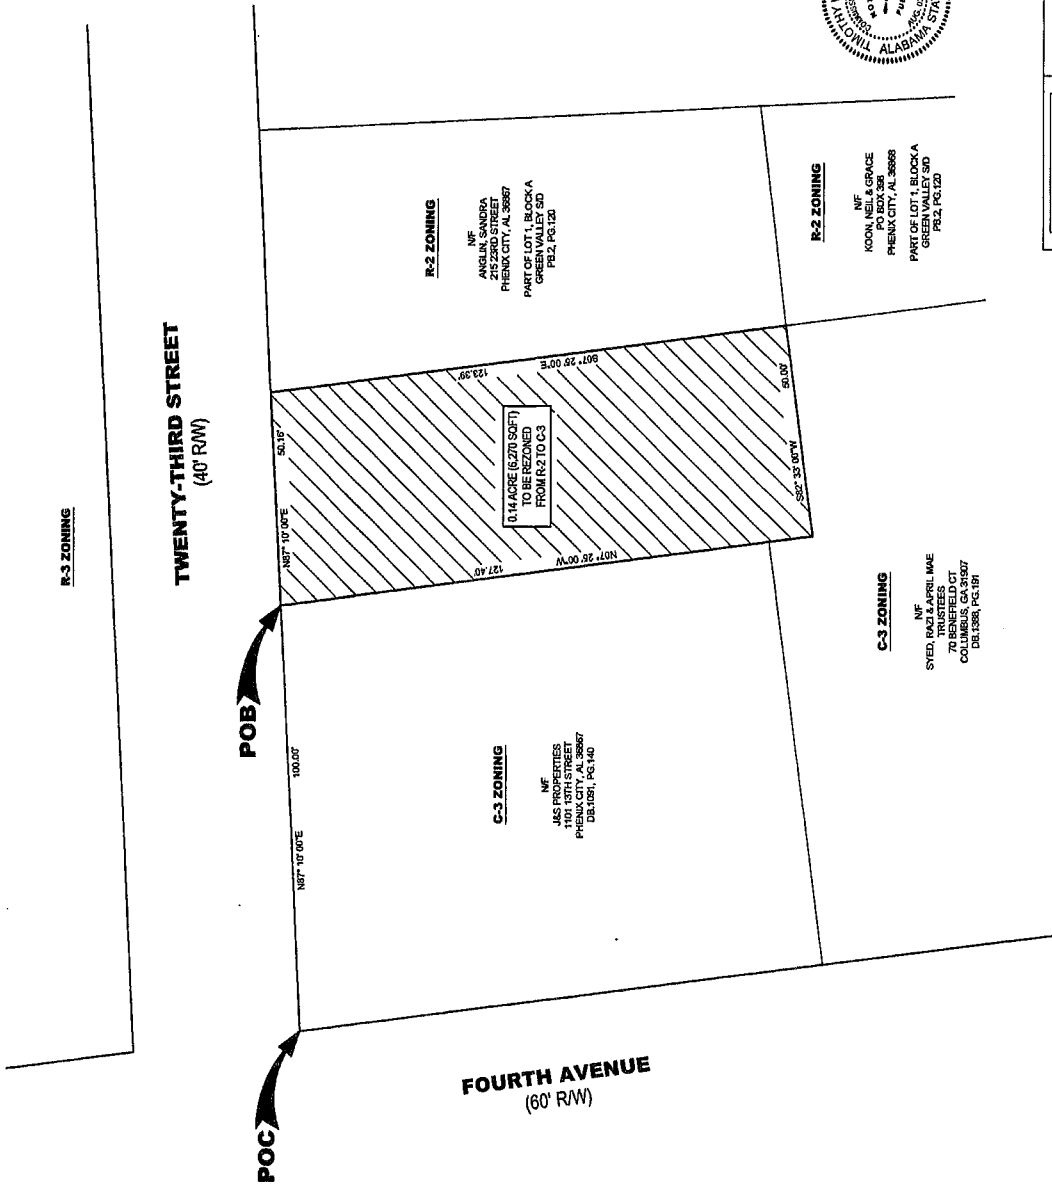 R-3 ZONING
TWENTY-THIRD STREET
(40' R/W)
POC
POB
N87° 10' 00"E
100.00'
N87° 10' 00"E
50.16'
R-2 ZONING
N/F
ANGLIN, SANDRA
215 23RD STREET
PHENIX CITY, AL 36867
PART OF LOT 1, BLOCK A
GREEN VALLEY S/D
PB.2, PG.120
123.39'
S07° 25' 00"E
0.14 ACRE (6,270 SQFT)
TO BE REZONED
FROM R-2 TO C-3
127.40'
N07° 25' 00"W
50.00'
S82° 33' 06"W
C-3 ZONING
N/F
J&S PROPERTIES
1101 13TH STREET
PHENIX CITY, AL 36867
DB.1091, PG.140
R-2 ZONING
N/F
KOON, NEIL & GRACE
PO BOX 398
PHENIX CITY, AL 36868
PART OF LOT 1, BLOCK A
GREEN VALLEY S/D
PB.2, PG.120
C-3 ZONING
N/F
SYED, RAZI & APRIL MAE
TRUSTEES
70 BENEFIELD CT
COLUMBUS, GA 31907
DB.1388, PG.191
FOURTH AVENUE
(60' R/W)
TIMOTHY
ALABAMA STA
AUG. 0